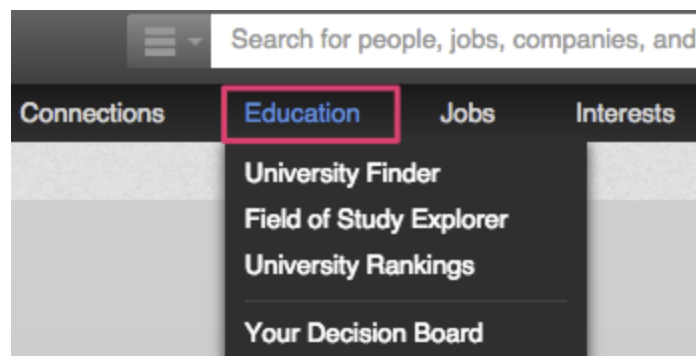 Search for people, jobs, companies, and
Connections Education Jobs Interests
University Finder
Field of Study Explorer
University Rankings
Your Decision Board